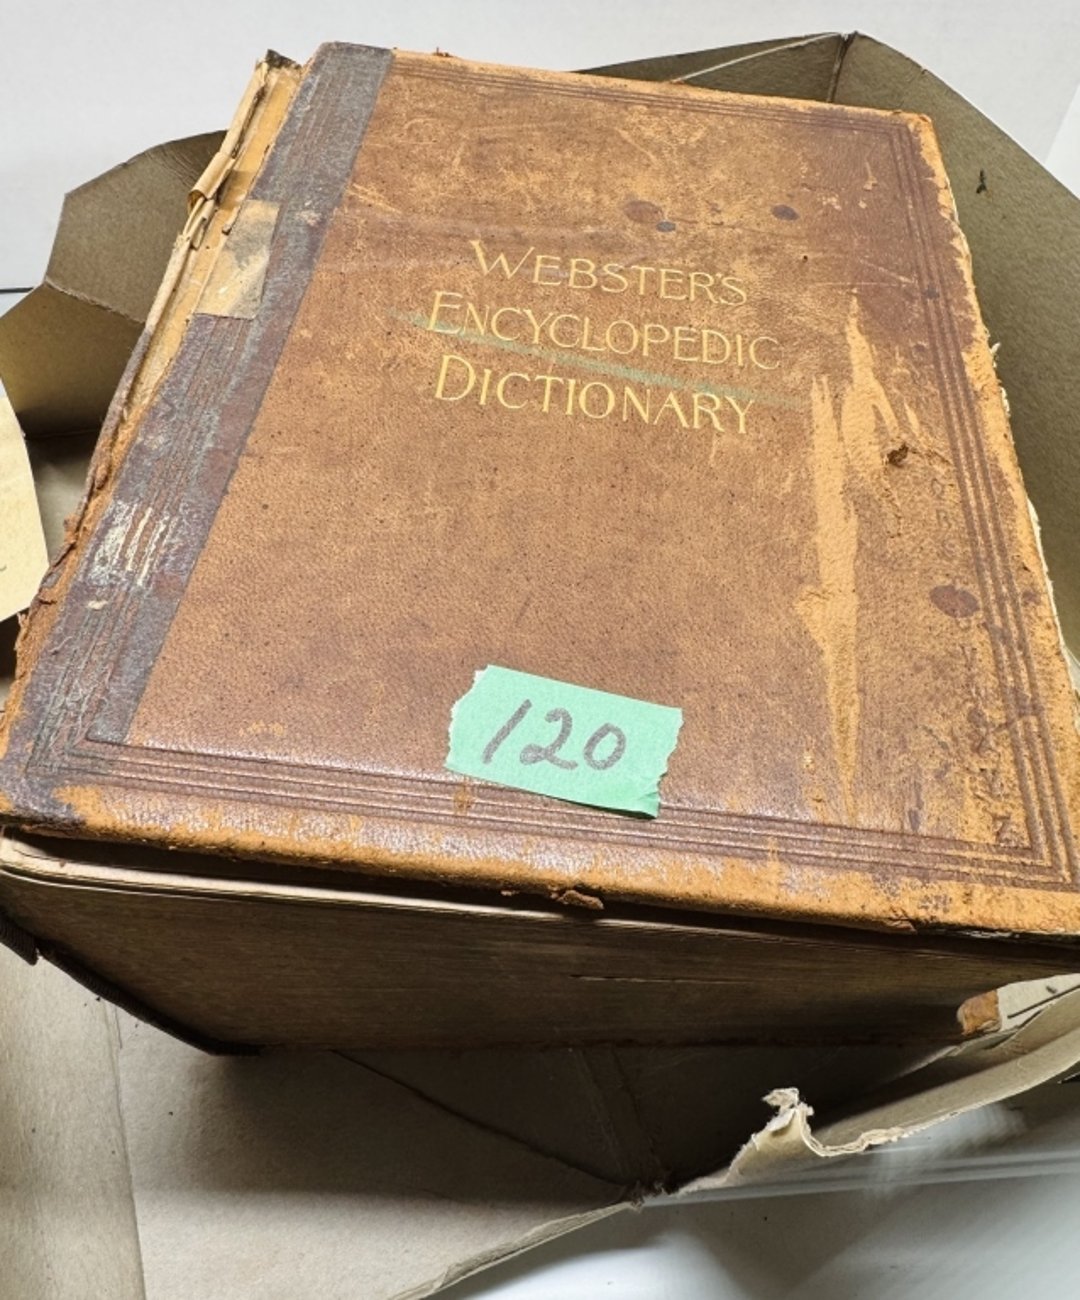 WEBSTER'S
ENCYCLOPEDIC
DICTIONARY
120